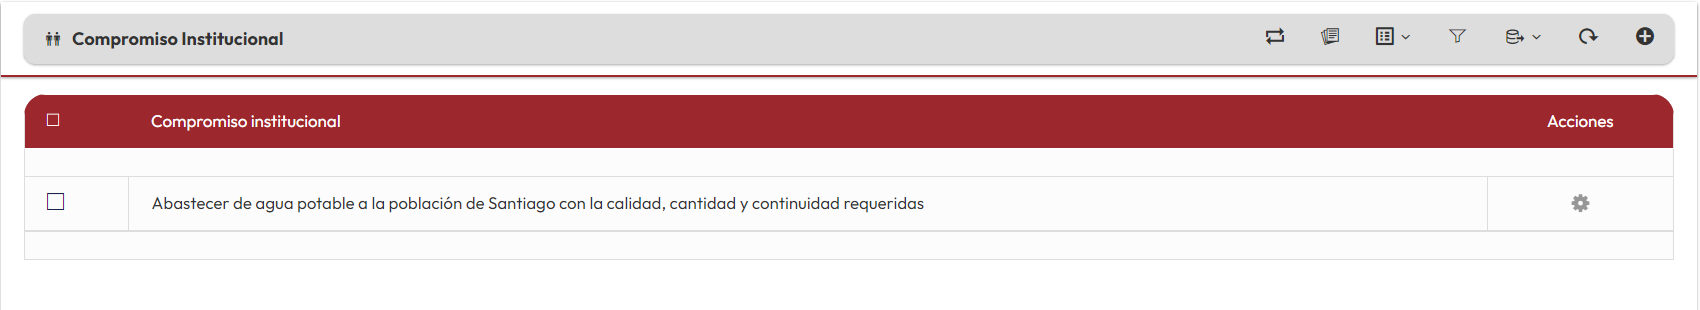 Compromiso Institucional
Compromiso institucional Acciones
Abastecer de agua potable a la población de Santiago con la calidad, cantidad y continuidad requeridas